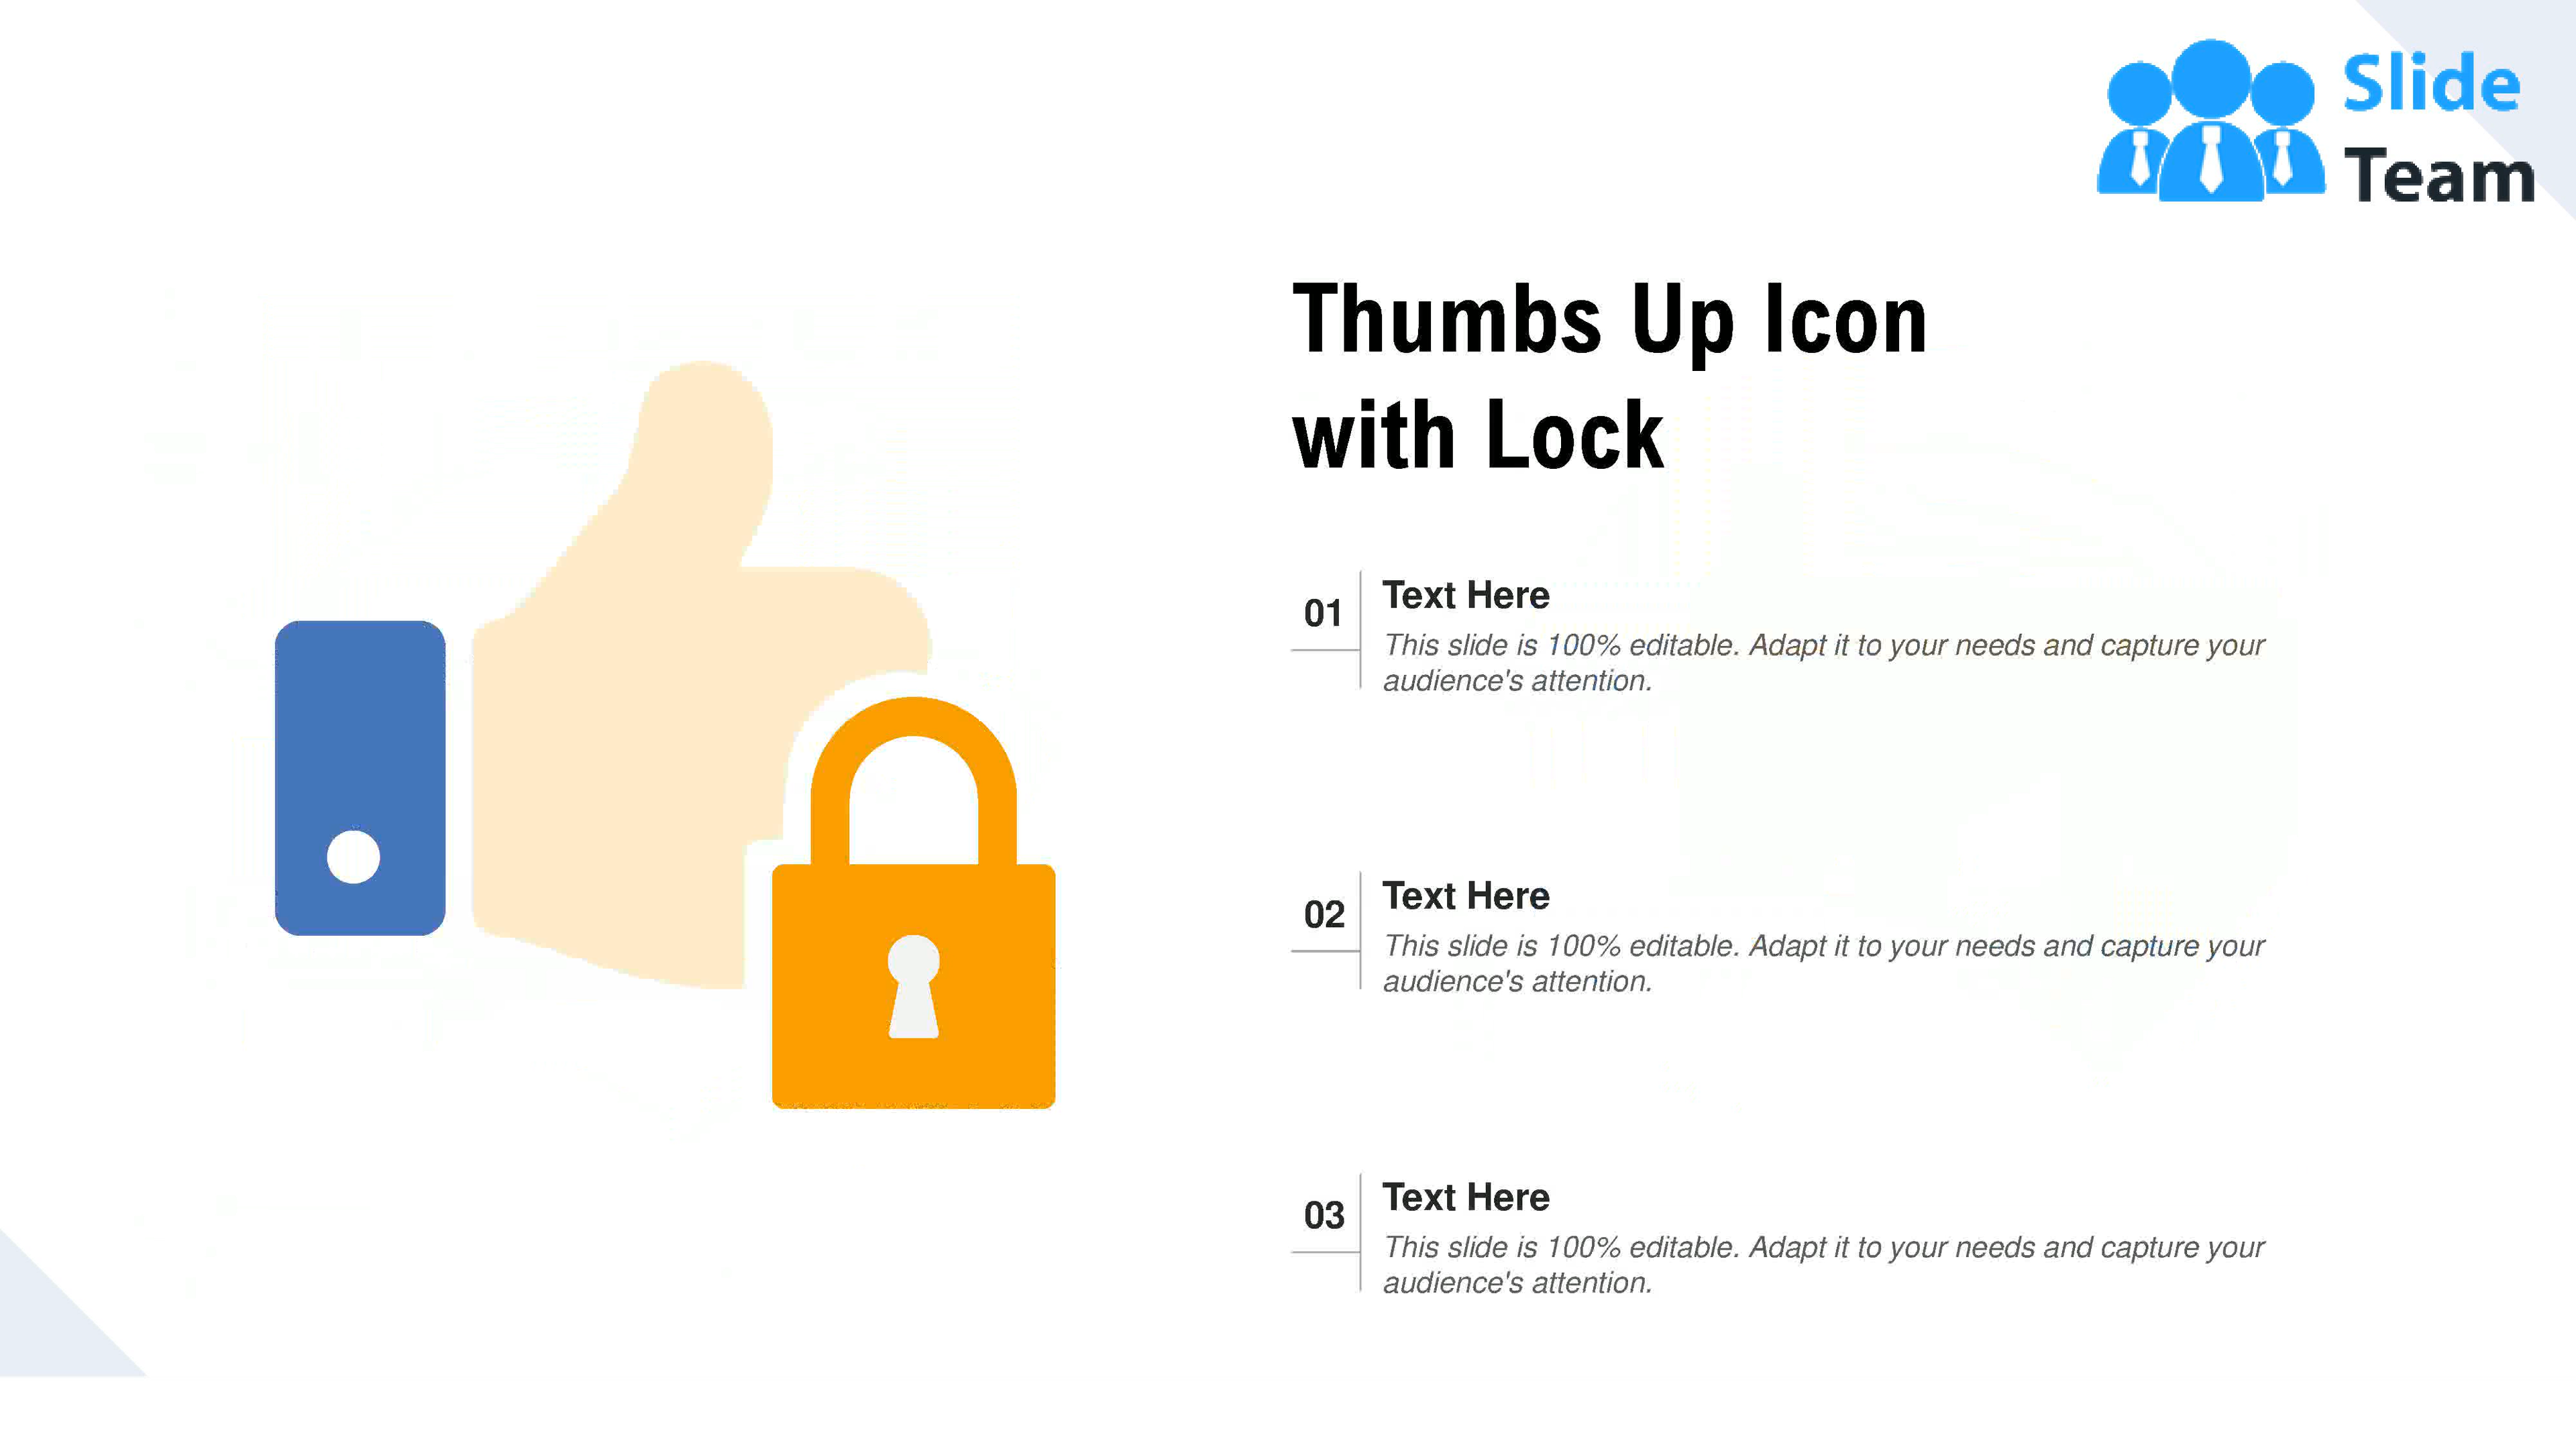 Slide
Team
Thumbs Up Icon
with Lock
01
Text Here
This slide is 100% editable. Adapt it to your needs and capture your
audience's attention.
02
Text Here
This slide is 100% editable. Adapt it to your needs and capture your
audience's attention.
03
Text Here
This slide is 100% editable. Adapt it to your needs and capture your
audience's attention.